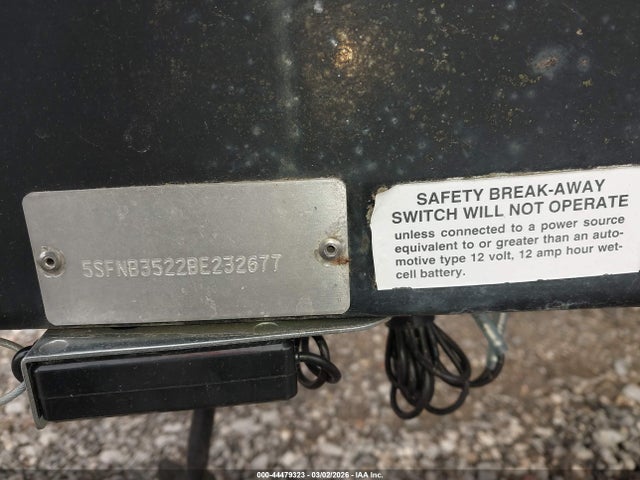 5SFNB3522BE232677
SAFETY BREAK-AWAY
SWITCH WILL NOT OPERATE
unless connected to a power source
equivalent to or greater than an auto-
motive type 12 volt, 12 amp hour wet-
cell battery.
000-44479323 - 03/02/2026 - IAA Inc.